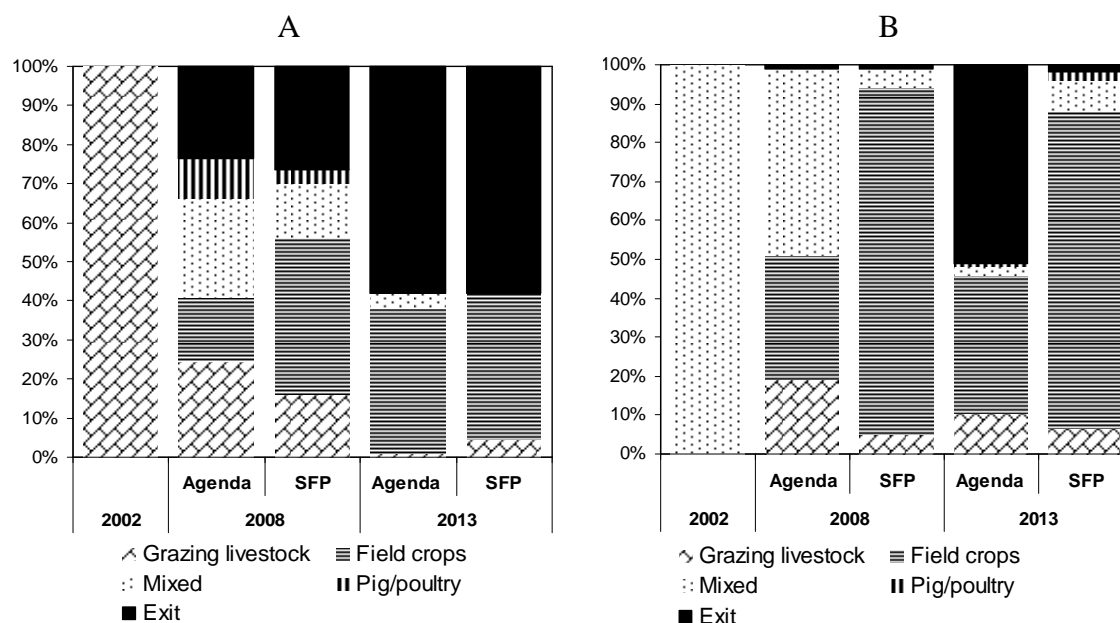 A
100%
90%
80%
70%
60%
50%
40%
30%
20%
10%
0%
Agenda SFP Agenda SFP
2002 2008 2013
Grazing livestock Field crops
Mixed Pig/poultry
Exit
B
100%
90%
80%
70%
60%
50%
40%
30%
20%
10%
0%
Agenda SFP Agenda SFP
2002 2008 2013
Grazing livestock Field crops
Mixed Pig/poultry
Exit